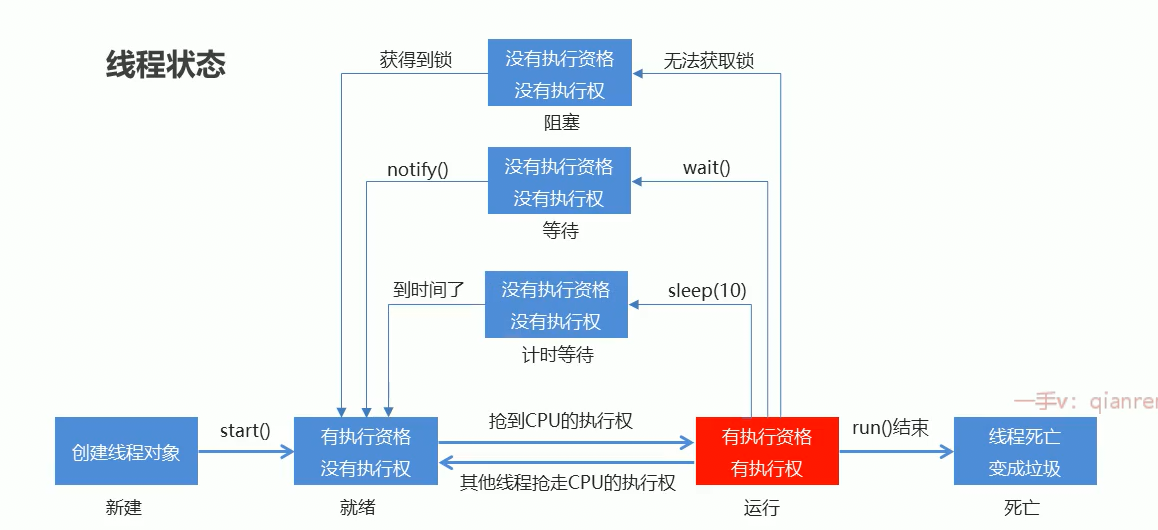 线程状态
获得到锁
没有执行资格
没有执行权
无法获取锁
阻塞
notify()
没有执行资格
没有执行权
wait()
等待
到时间了
没有执行资格
没有执行权
sleep(10)
计时等待
一手v：qianren
创建线程对象
start()
有执行资格
没有执行权
抢到CPU的执行权
其他线程抢走CPU的执行权
有执行资格
有执行权
run()结束
线程死亡
变成垃圾
新建
就绪
运行
死亡